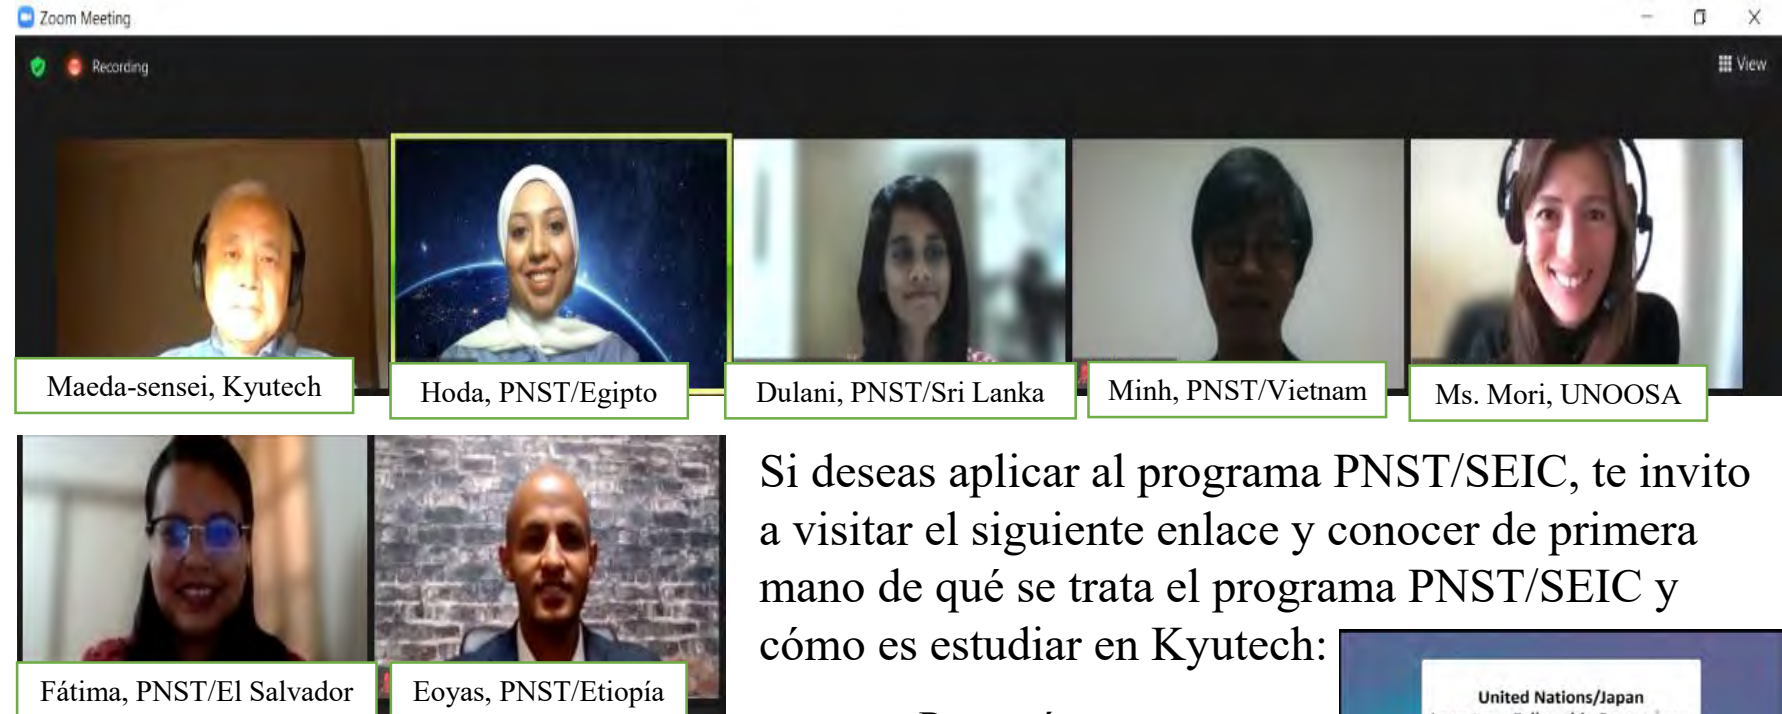 Zoom Meeting
Recording
View
Maeda-sensei, Kyutech
Hoda, PNST/Egipto
Dulani, PNST/Sri Lanka
Minh, PNST/Vietnam
Ms. Mori, UNOOSA
Fátima, PNST/El Salvador
Eoyas, PNST/Etiopía
Si deseas aplicar al programa PNST/SEIC, te invito
a visitar el siguiente enlace y conocer de primera
mano de qué se trata el programa PNST/SEIC y
cómo es estudiar en Kyutech:
United Nations/Japan